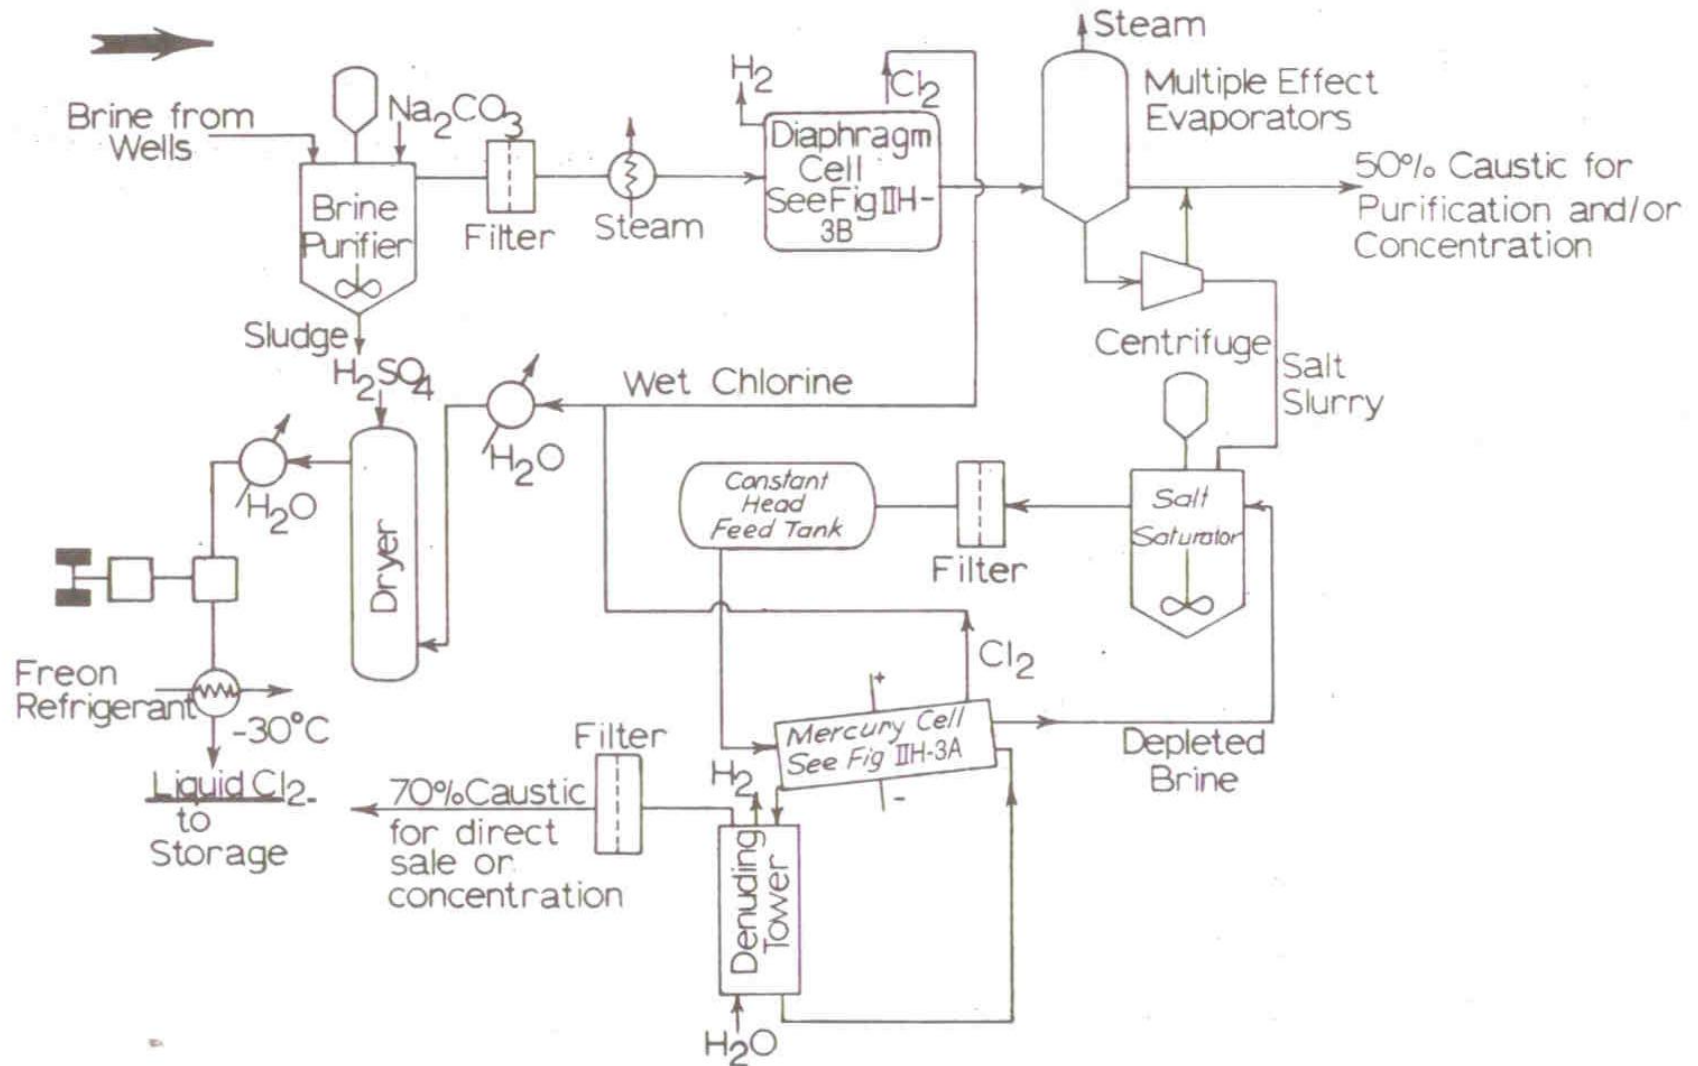 Steam
Multiple Effect
Evaporators
H2
Cl2
Brine from
Wells
Na2CO3
Brine
Purifier
Filter
Steam
Diaphragm
Cell
See Fig IIH-
3B
50% Caustic for
Purification and/or
Concentration
Sludge
Centrifuge
Salt
Slurry
H2SO4
Wet Chlorine
H2O
H2O
Dryer
Constant
Head
Feed Tank
Filter
Salt
Saturator
Freon
Refrigerant
-30°C
Liquid Cl2
to
Storage
Cl2
+
Mercury Cell
See Fig IIH-3A
-
Depleted
Brine
Filter
H2
70% Caustic
for direct
sale or
concentration
Denuding
Tower
H2O